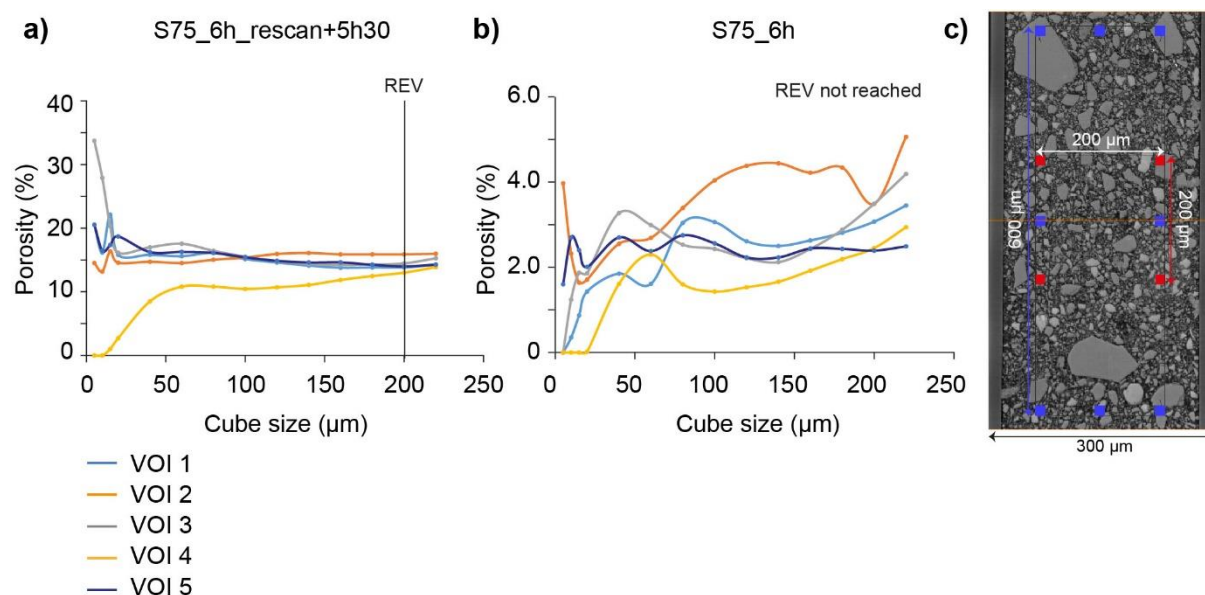 a)
S75_6h_rescan+5h30
REV
40
30
20
10
0
Porosity (%)
0 50 100 150 200 250
Cube size (µm)
b)
S75_6h
REV not reached
6.0
4.0
2.0
0
Porosity (%)
0 50 100 150 200 250
Cube size (µm)
c)
200 µm
200 µm
600 µm
300 µm
VOI 1
VOI 2
VOI 3
VOI 4
VOI 5